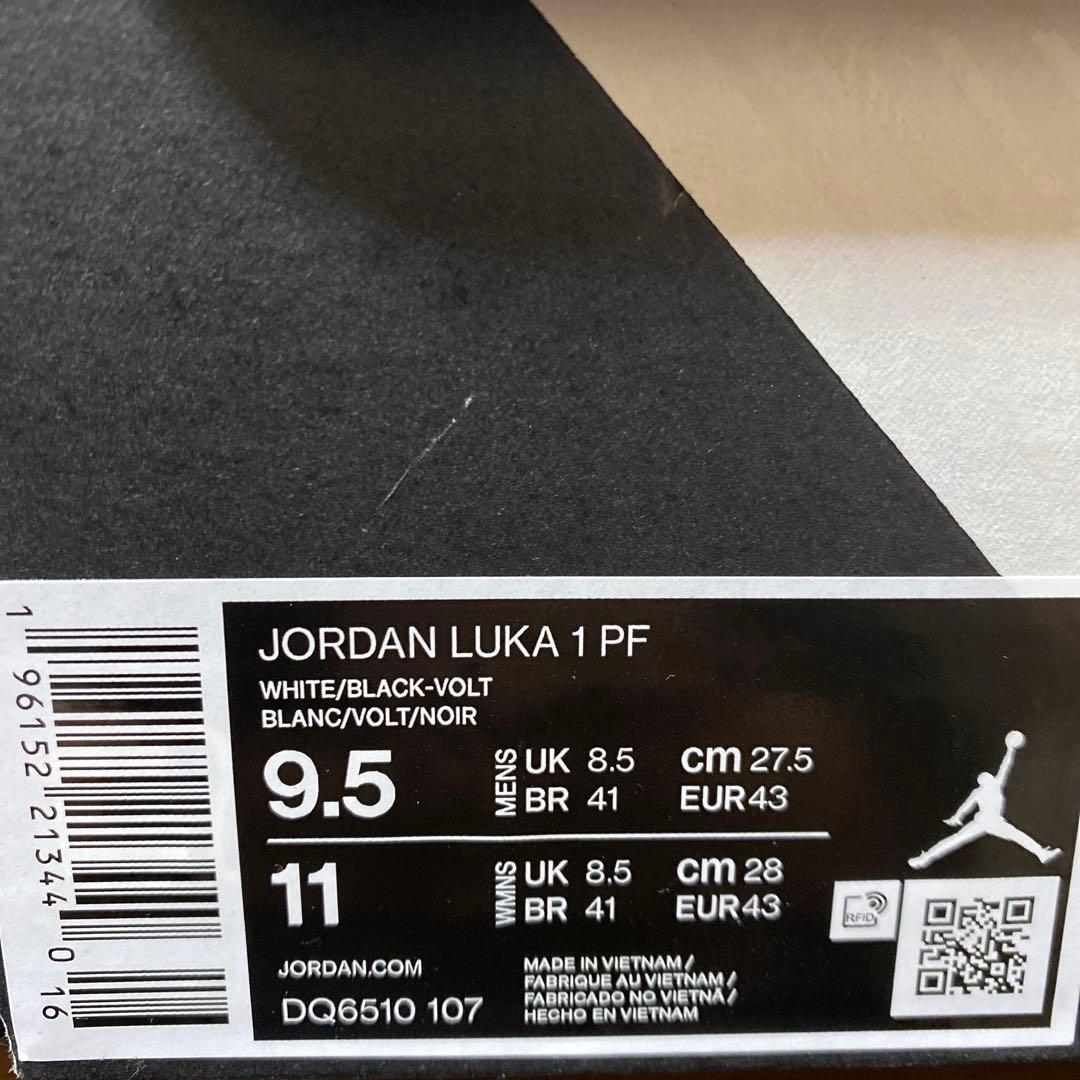 JORDAN LUKA 1 PF
WHITE/BLACK-VOLT
BLANC/VOLT/NOIR
9.5 MENS UK 8.5 cm 27.5
BR 41 EUR 43
11 WMNS UK 8.5 cm 28
BR 41 EUR 43
JORDAN.COM
DQ6510 107
MADE IN VIETNAM /
FABRIQUE AU VIETNAM /
FABRICADO NO VIETNÃ /
HECHO EN VIETNAM
RFID
1 96152 21344 0 16